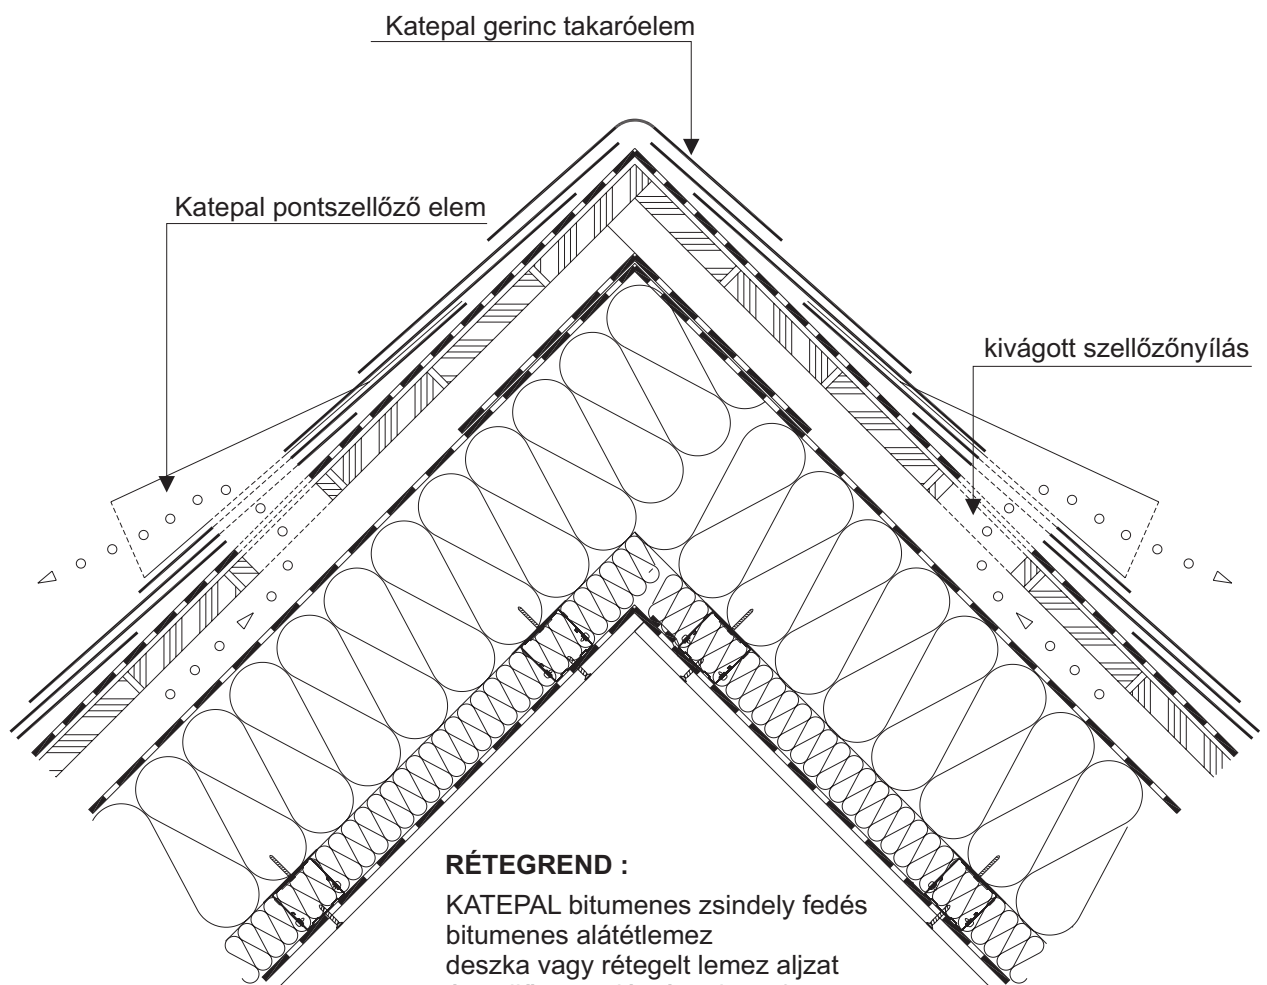 Katepal gerinc takaróelem
Katepal pontszellőző elem
kivágott szellőzőnyílás
RÉTEGREND :
KATEPAL bitumenes zsindely fedés
bitumenes alátétlemez
deszka vagy rétegelt lemez aljzat